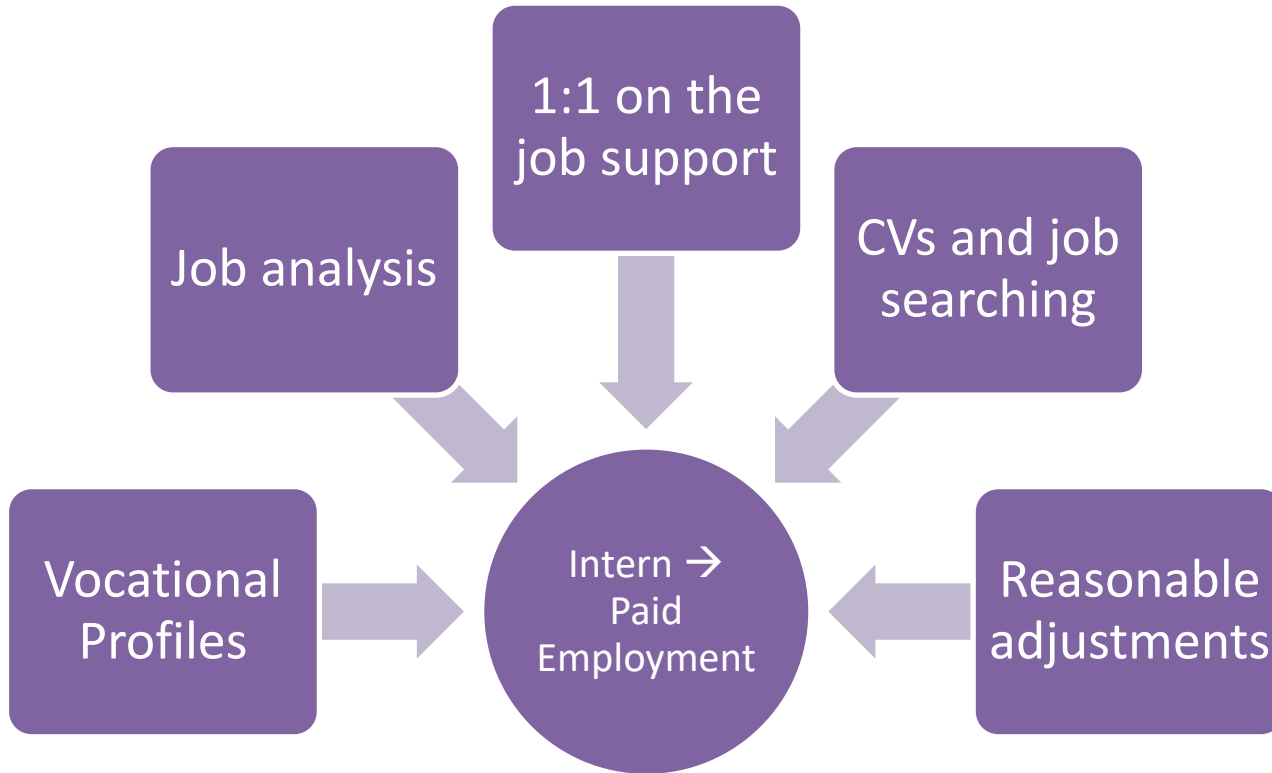 1:1 on the
job support
Job analysis
CVs and job
searching
Vocational
Profiles
Intern →
Paid
Employment
Reasonable
adjustments